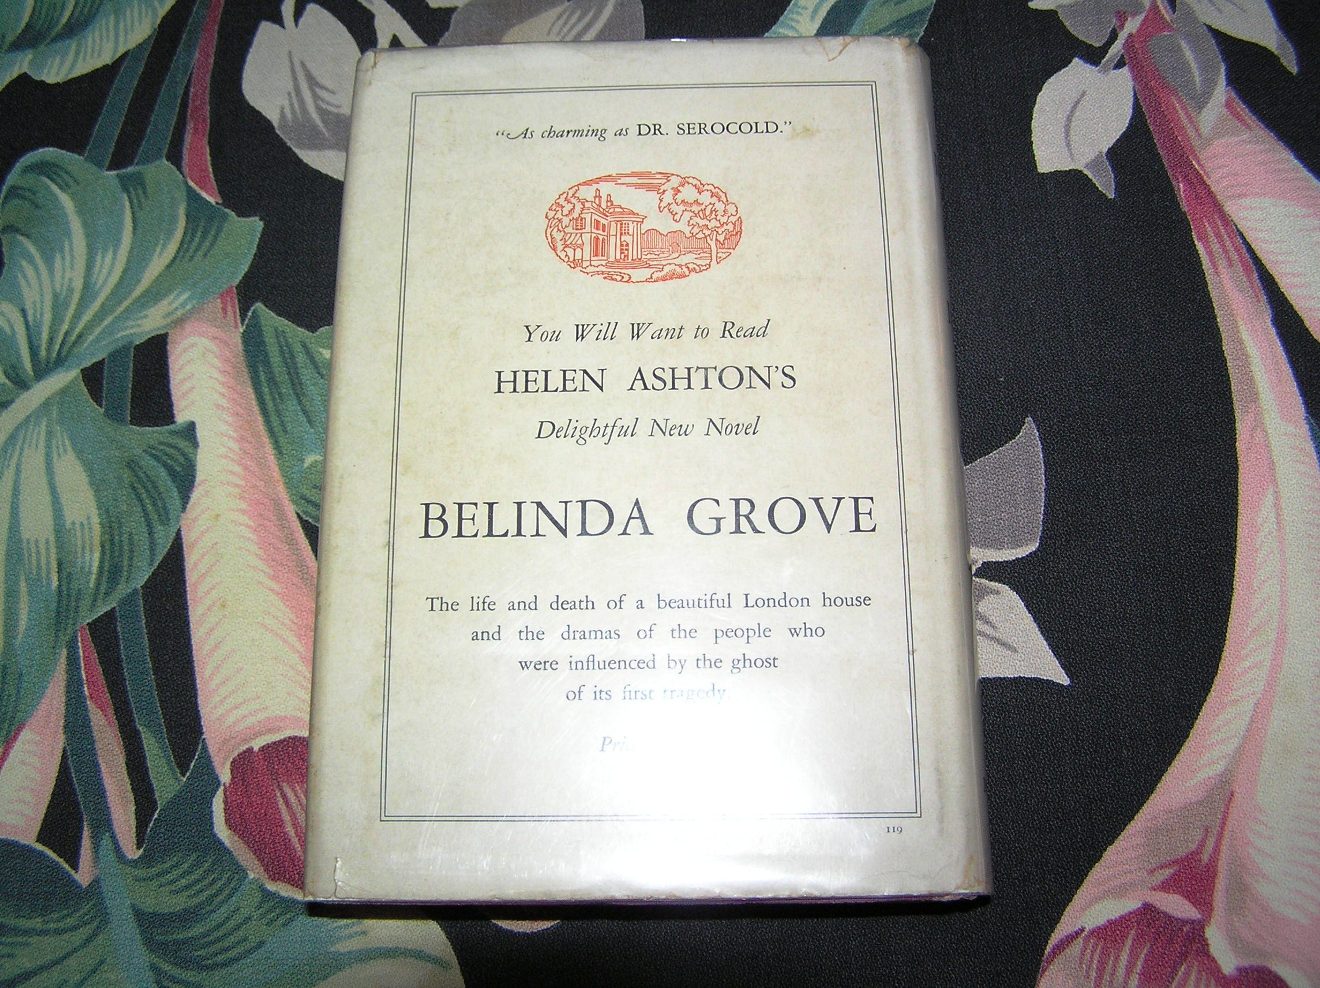 “As charming as DR. SEROCOLD.”
You Will Want to Read
HELEN ASHTON’S
Delightful New Novel
BELINDA GROVE
The life and death of a beautiful London house
and the dramas of the people who
were influenced by the ghost
of its first tragedy
119